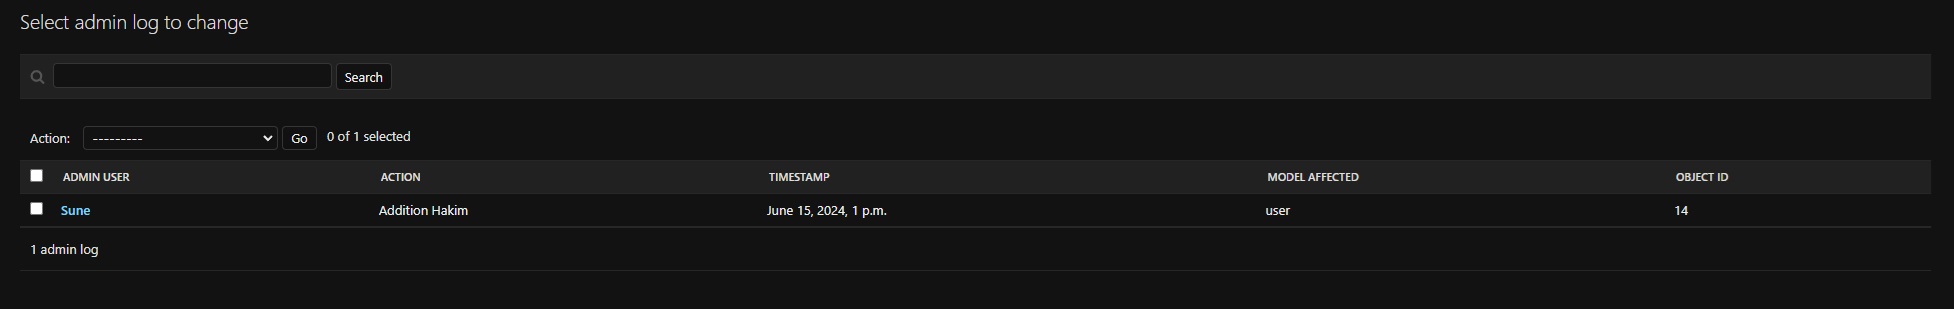 Select admin log to change
Search
Action: --------- Go 0 of 1 selected
ADMIN USER ACTION TIMESTAMP MODEL AFFECTED OBJECT ID
Sune Addition Hakim June 15, 2024, 1 p.m. user 14
1 admin log